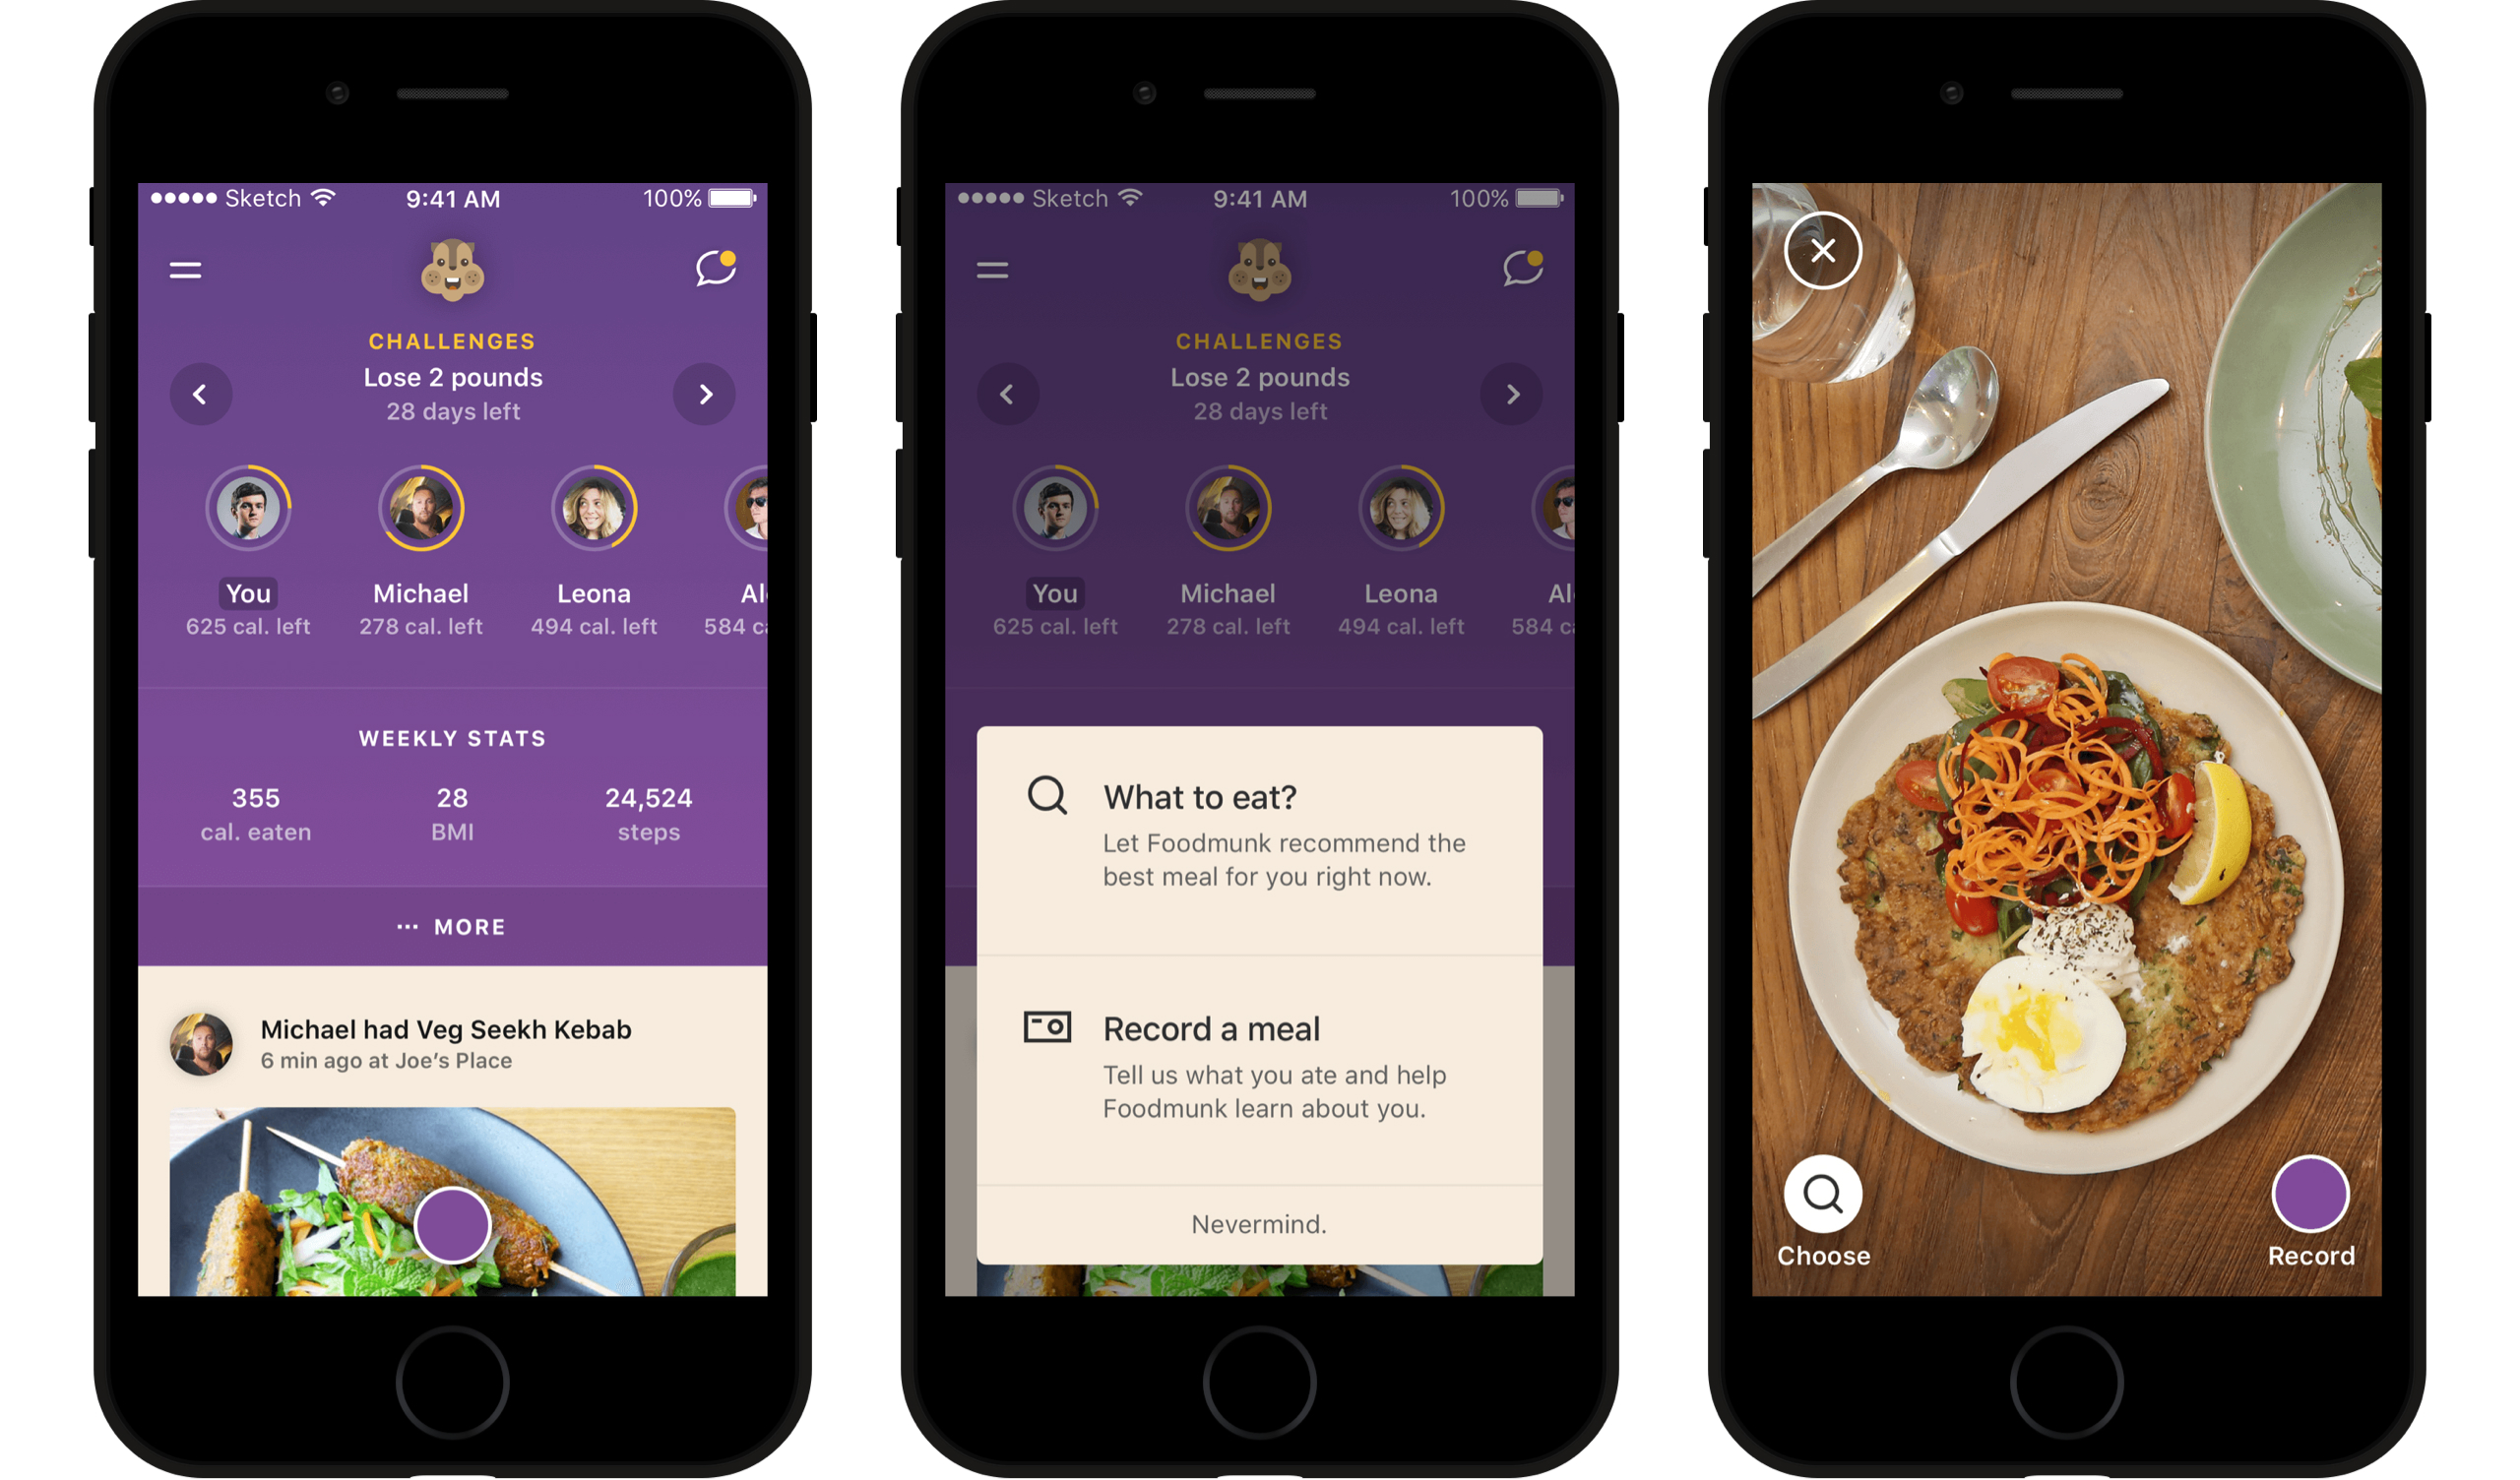 Sketch 9:41 AM 100%
CHALLENGES
Lose 2 pounds
28 days left
You Michael Leona Al
625 cal. left 278 cal. left 494 cal. left 584 c
WEEKLY STATS
355 28 24,524
cal. eaten BMI steps
··· MORE
Michael had Veg Seekh Kebab
6 min ago at Joe’s Place
Sketch 9:41 AM 100%
CHALLENGES
Lose 2 pounds
28 days left
You Michael Leona Al
625 cal. left 278 cal. left 494 cal. left 584 c
What to eat?
Let Foodmunk recommend the
best meal for you right now.
Record a meal
Tell us what you ate and help
Foodmunk learn about you.
Nevermind.
Choose Record